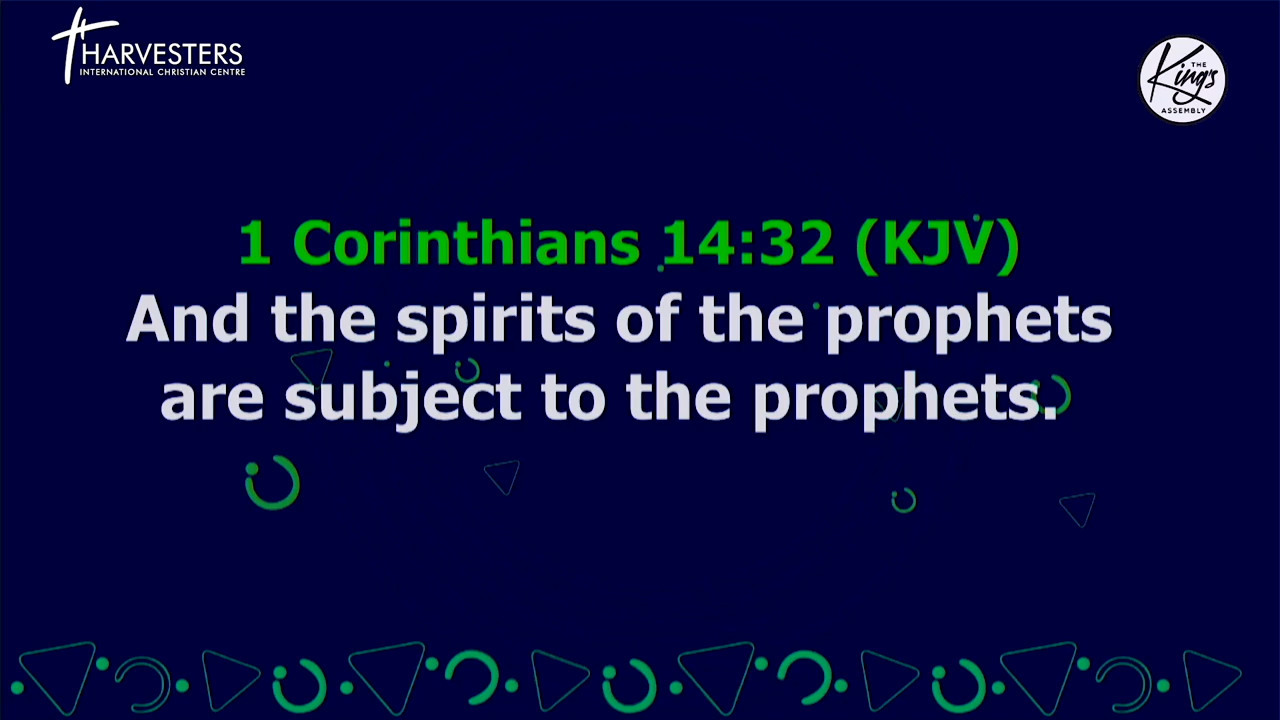 HARVESTERS
INTERNATIONAL CHRISTIAN CENTRE
THE
King's
ASSEMBLY
1 Corinthians 14:32 (KJV)
And the spirits of the prophets
are subject to the prophets.